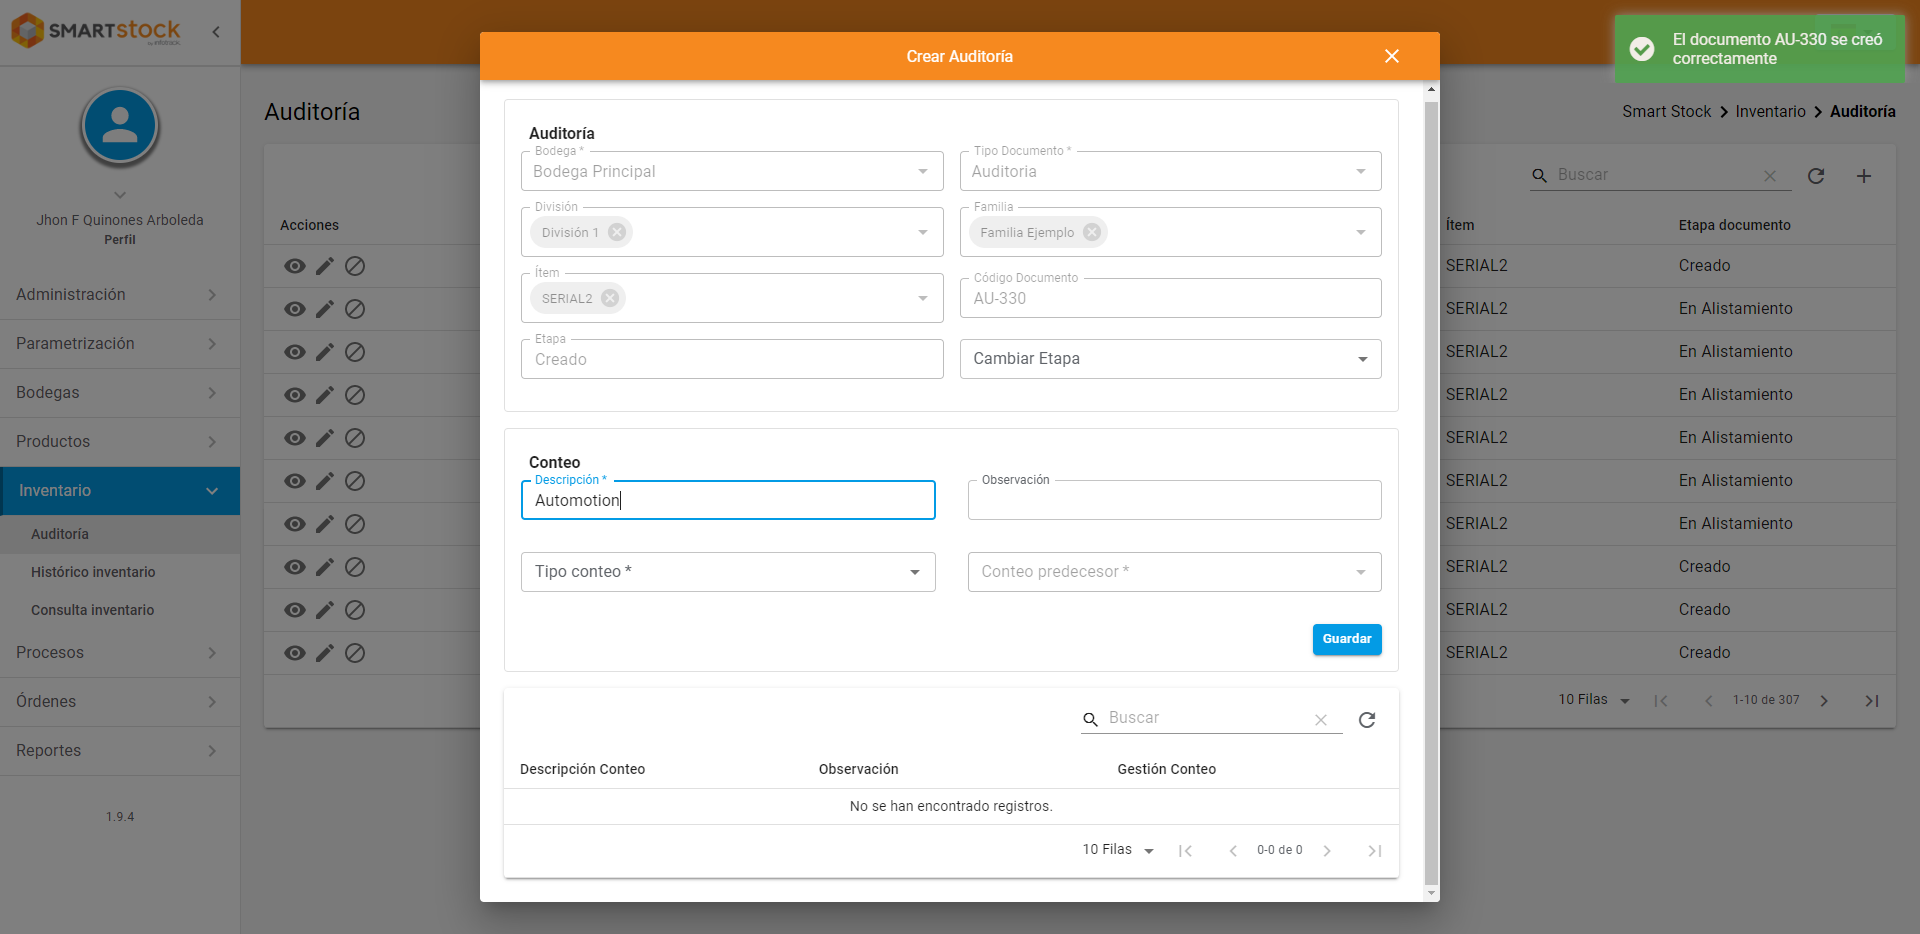 SMARTSTOCK
by infotrack
Jhon F Quinones Arboleda
Perfil
Administración
Parametrización
Bodegas
Productos
Inventario
Auditoría
Histórico inventario
Consulta inventario
Procesos
Órdenes
Reportes
1.9.4
El documento AU-330 se creó
correctamente
Auditoría
Smart Stock > Inventario > Auditoría
Buscar
Acciones
Ítem Etapa documento
SERIAL2 Creado
SERIAL2 En Alistamiento
SERIAL2 En Alistamiento
SERIAL2 En Alistamiento
SERIAL2 En Alistamiento
SERIAL2 En Alistamiento
SERIAL2 En Alistamiento
SERIAL2 Creado
SERIAL2 Creado
SERIAL2 Creado
10 Filas 1-10 de 307
Crear Auditoría
Auditoría
Bodega * Tipo Documento *
Bodega Principal Auditoria
División Familia
División 1 Familia Ejemplo
Ítem Código Documento
SERIAL2 AU-330
Etapa
Creado Cambiar Etapa
Conteo
Descripción * Observación
Automotion
Tipo conteo * Conteo predecesor *
Guardar
Buscar
Descripción Conteo Observación Gestión Conteo
No se han encontrado registros.
10 Filas 0-0 de 0